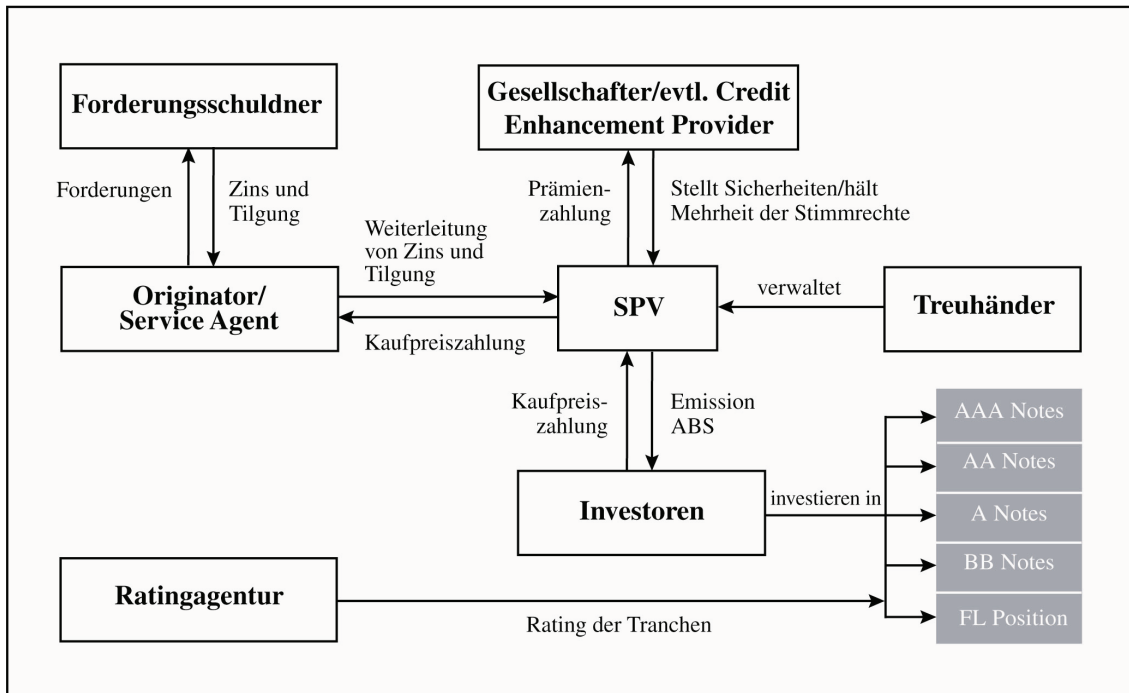 Forderungsschuldner
Gesellschafter/evtl. Credit
Enhancement Provider
Forderungen
Zins und
Tilgung
Prämien-
zahlung
Stellt Sicherheiten/hält
Mehrheit der Stimmrechte
Weiterleitung
von Zins und
Tilgung
Originator/
Service Agent
SPV
verwaltet
Treuhänder
Kaufpreiszahlung
Kaufpreis-
zahlung
Emission
ABS
AAA Notes
AA Notes
Investoren
investieren in
A Notes
BB Notes
Ratingagentur
Rating der Tranchen
FL Position